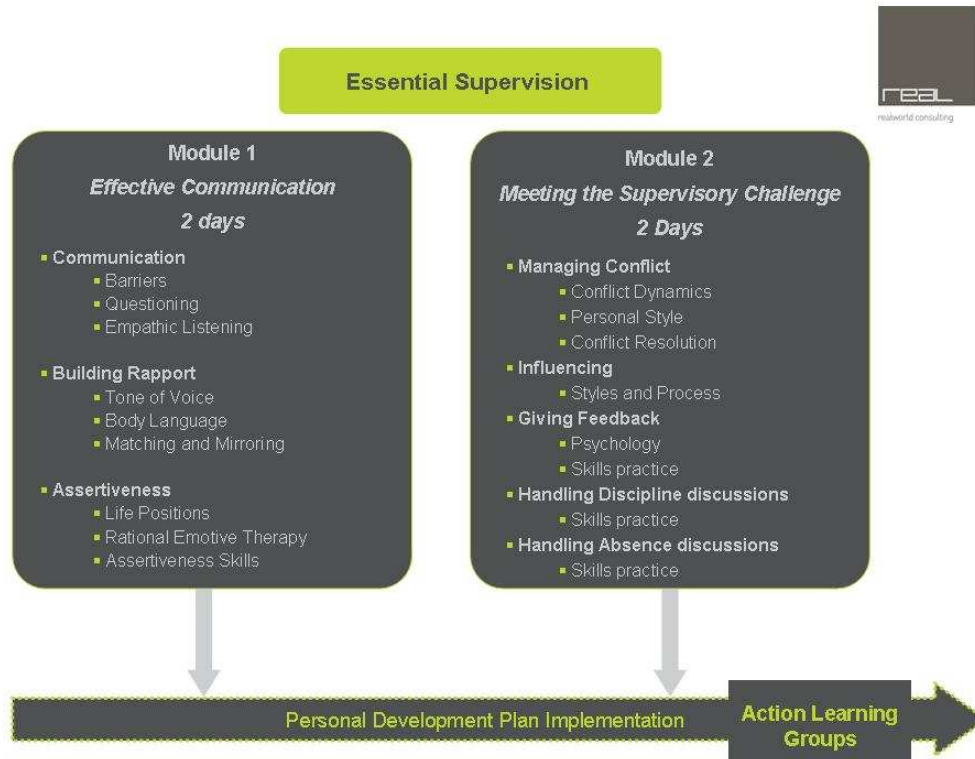 Essential Supervision
real
realworld consulting
Module 1
Effective Communication
2 days
▪ Communication
▪ Barriers
▪ Questioning
▪ Empathic Listening
▪ Building Rapport
▪ Tone of Voice
▪ Body Language
▪ Matching and Mirroring
▪ Assertiveness
▪ Life Positions
▪ Rational Emotive Therapy
▪ Assertiveness Skills
Module 2
Meeting the Supervisory Challenge
2 Days
▪ Managing Conflict
▪ Conflict Dynamics
▪ Personal Style
▪ Conflict Resolution
▪ Influencing
▪ Styles and Process
▪ Giving Feedback
▪ Psychology
▪ Skills practice
▪ Handling Discipline discussions
▪ Skills practice
▪ Handling Absence discussions
▪ Skills practice
Personal Development Plan Implementation
Action Learning
Groups